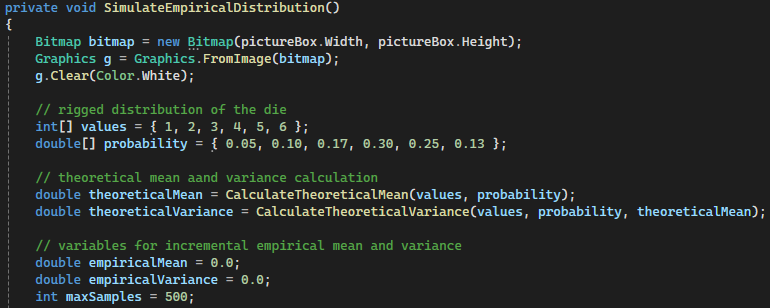 private void SimulateEmpiricalDistribution()
{
Bitmap bitmap = new Bitmap(pictureBox.Width, pictureBox.Height);
Graphics g = Graphics.FromImage(bitmap);
g.Clear(Color.White);
// rigged distribution of the die
int[] values = { 1, 2, 3, 4, 5, 6 };
double[] probability = { 0.05, 0.10, 0.17, 0.30, 0.25, 0.13 };
// theoretical mean aand variance calculation
double theoreticalMean = CalculateTheoreticalMean(values, probability);
double theoreticalVariance = CalculateTheoreticalVariance(values, probability, theoreticalMean);
// variables for incremental empirical mean and variance
double empiricalMean = 0.0;
double empiricalVariance = 0.0;
int maxSamples = 500;